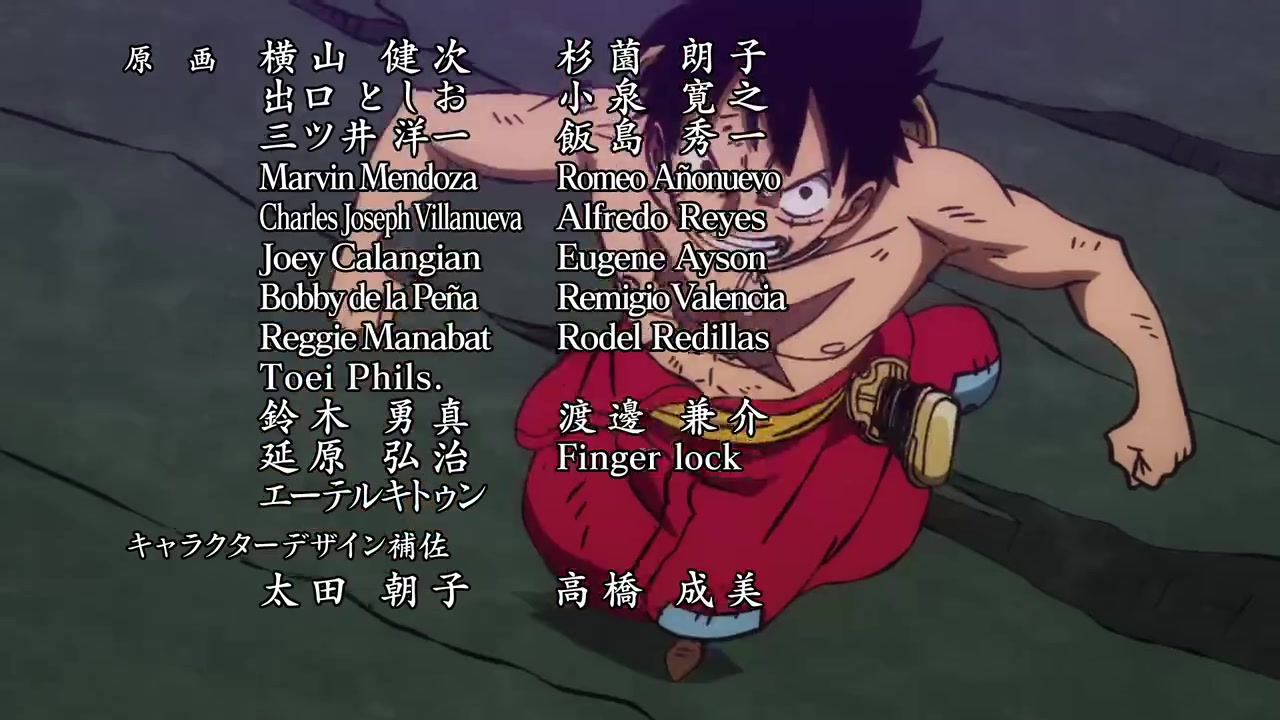 原画 横山 健次 杉薗 朗子
出口 としお 小泉 寛之
三ツ井 洋一 飯島 秀一
Marvin Mendoza Romeo Añonuevo
Charles Joseph Villanueva Alfredo Reyes
Joey Calangian Eugene Ayson
Bobby de la Peña Remigio Valencia
Reggie Manabat Rodel Redillas
Toei Phils.
鈴木 勇真 渡邊 兼介
延原 弘治 Finger lock
エーテルキトゥン
キャラクターデザイン補佐
太田 朝子 高橋 成美